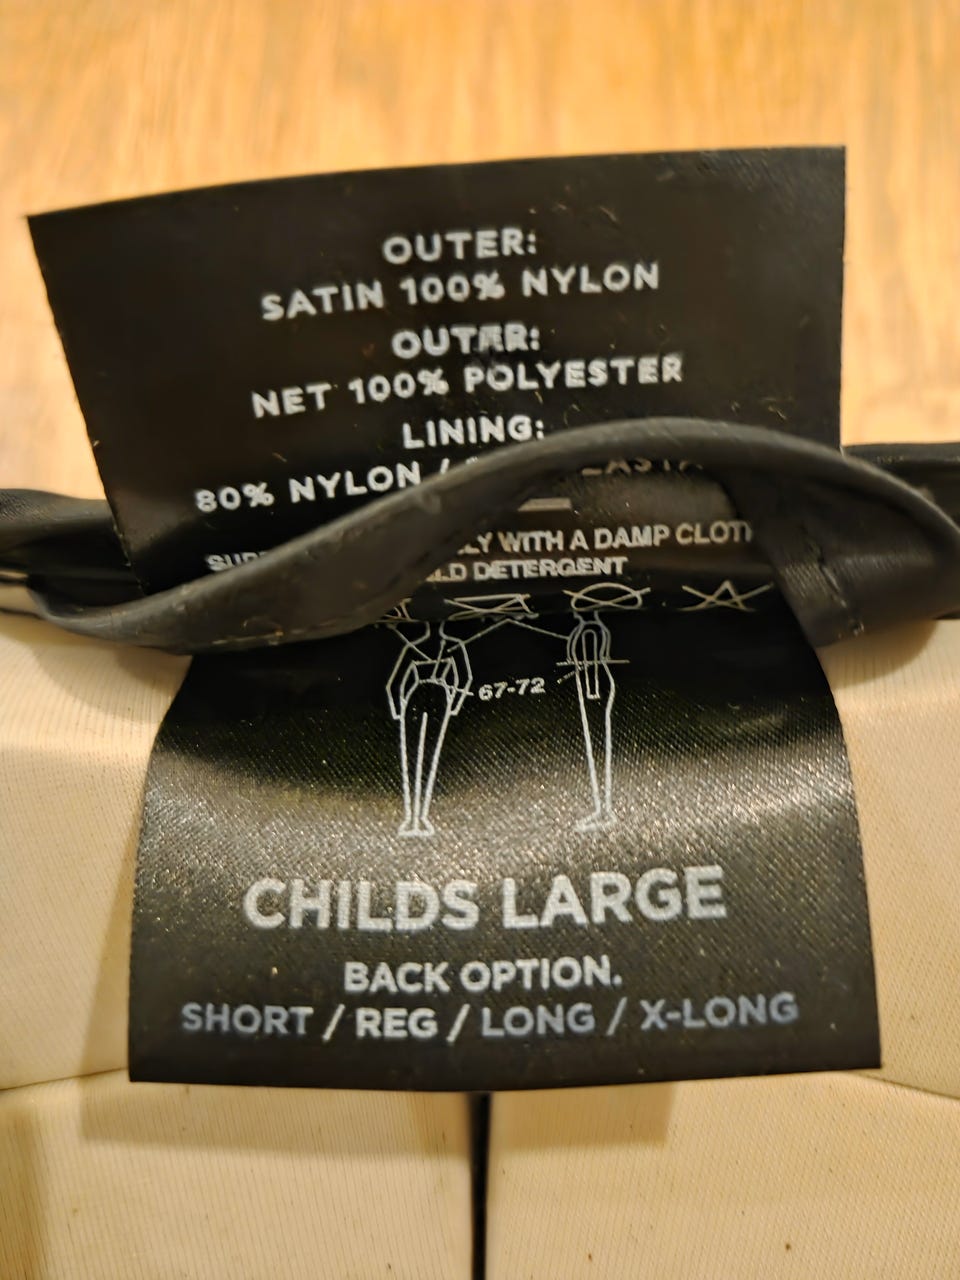 OUTER:
SATIN 100% NYLON
OUTER:
NET 100% POLYESTER
LINING:
80% NYLON /
WITH A DAMP
DETERGENT
67-72
CHILDS LARGE
BACK OPTION.
SHORT / REG / LONG / X-LONG